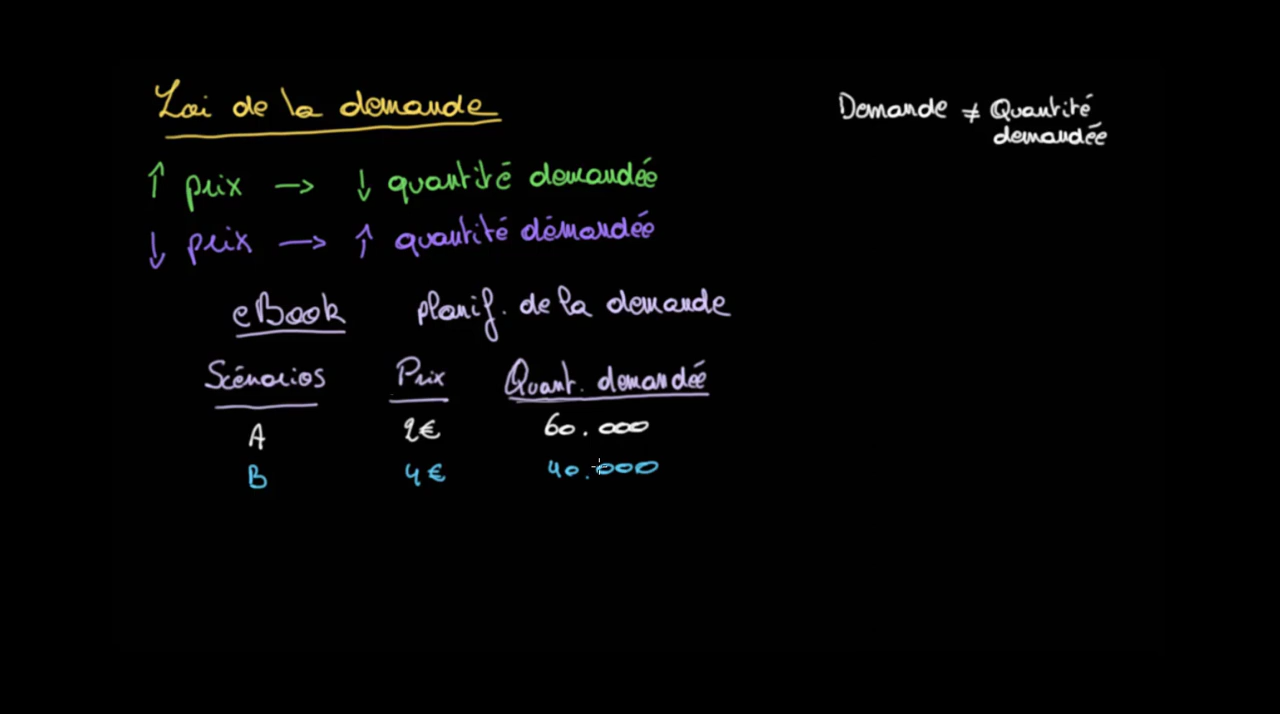 Loi de la demande
Demande ≠ Quantité
demandée
↑ prix → ↓ quantité demandée
↓ prix → ↑ quantité démandée
eBook planif. de la demande
Scénarios Prix Quant. demandée
A 2€ 60.000
B 4€ 40.000